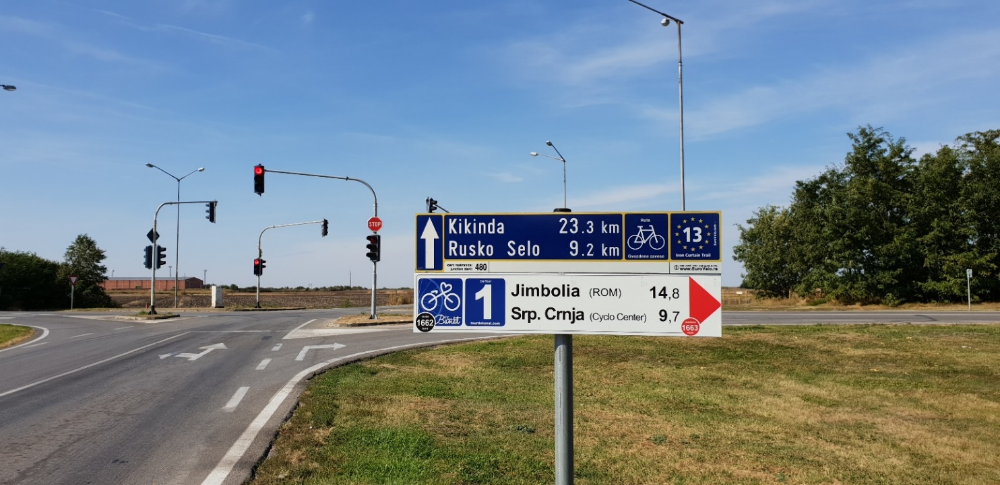 STOP
Kikinda 23.3 km
Rusko Selo 9.2 km
Ruta
Gvozdene zavese
13
Iron Curtain Trail
480
www.EuroVelo.rs
Banat
1662
DeTour
1
tourdebanat.com
Jimbolia (ROM) 14,8
Srp. Crnja (Cyclo Center) 9,7
1663